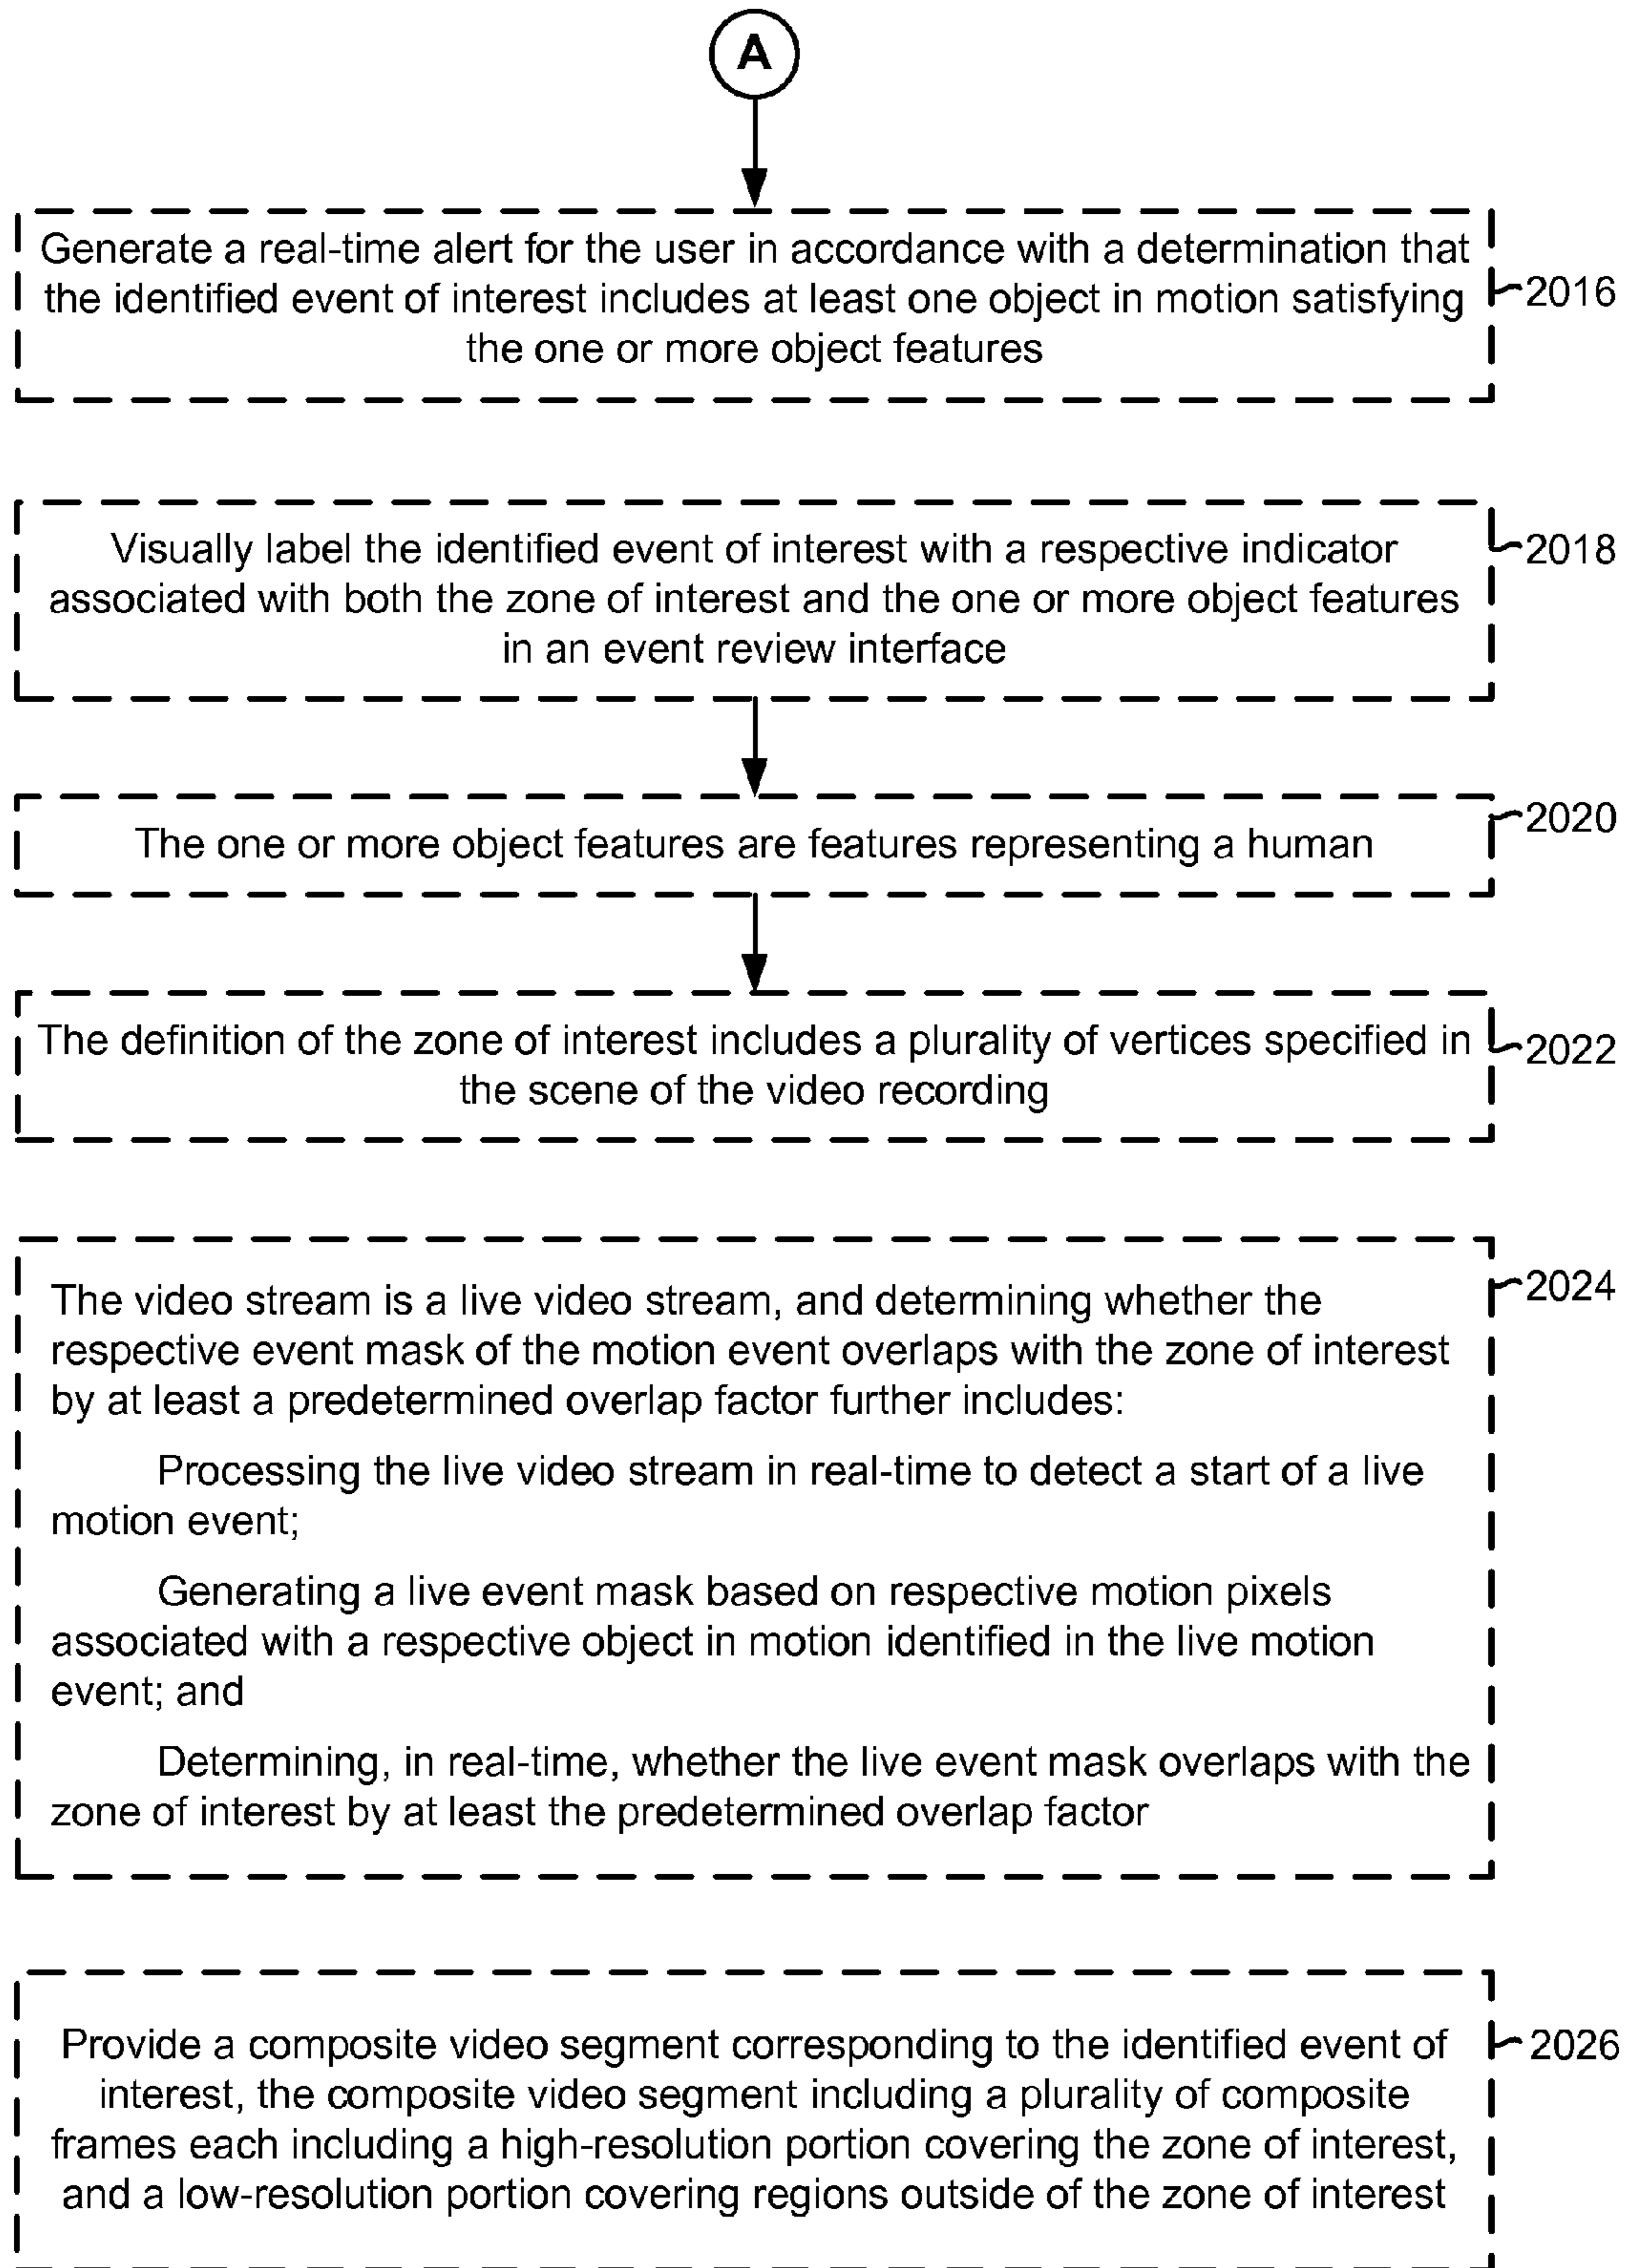 A
Generate a real-time alert for the user in accordance with a determination that
the identified event of interest includes at least one object in motion satisfying
the one or more object features
2016
Visually label the identified event of interest with a respective indicator
associated with both the zone of interest and the one or more object features
in an event review interface
2018
The one or more object features are features representing a human
2020
The definition of the zone of interest includes a plurality of vertices specified in
the scene of the video recording
2022
The video stream is a live video stream, and determining whether the
respective event mask of the motion event overlaps with the zone of interest
by at least a predetermined overlap factor further includes:
Processing the live video stream in real-time to detect a start of a live
motion event;
Generating a live event mask based on respective motion pixels
associated with a respective object in motion identified in the live motion
event; and
Determining, in real-time, whether the live event mask overlaps with the
zone of interest by at least the predetermined overlap factor
2024
Provide a composite video segment corresponding to the identified event of
interest, the composite video segment including a plurality of composite
frames each including a high-resolution portion covering the zone of interest,
and a low-resolution portion covering regions outside of the zone of interest
2026